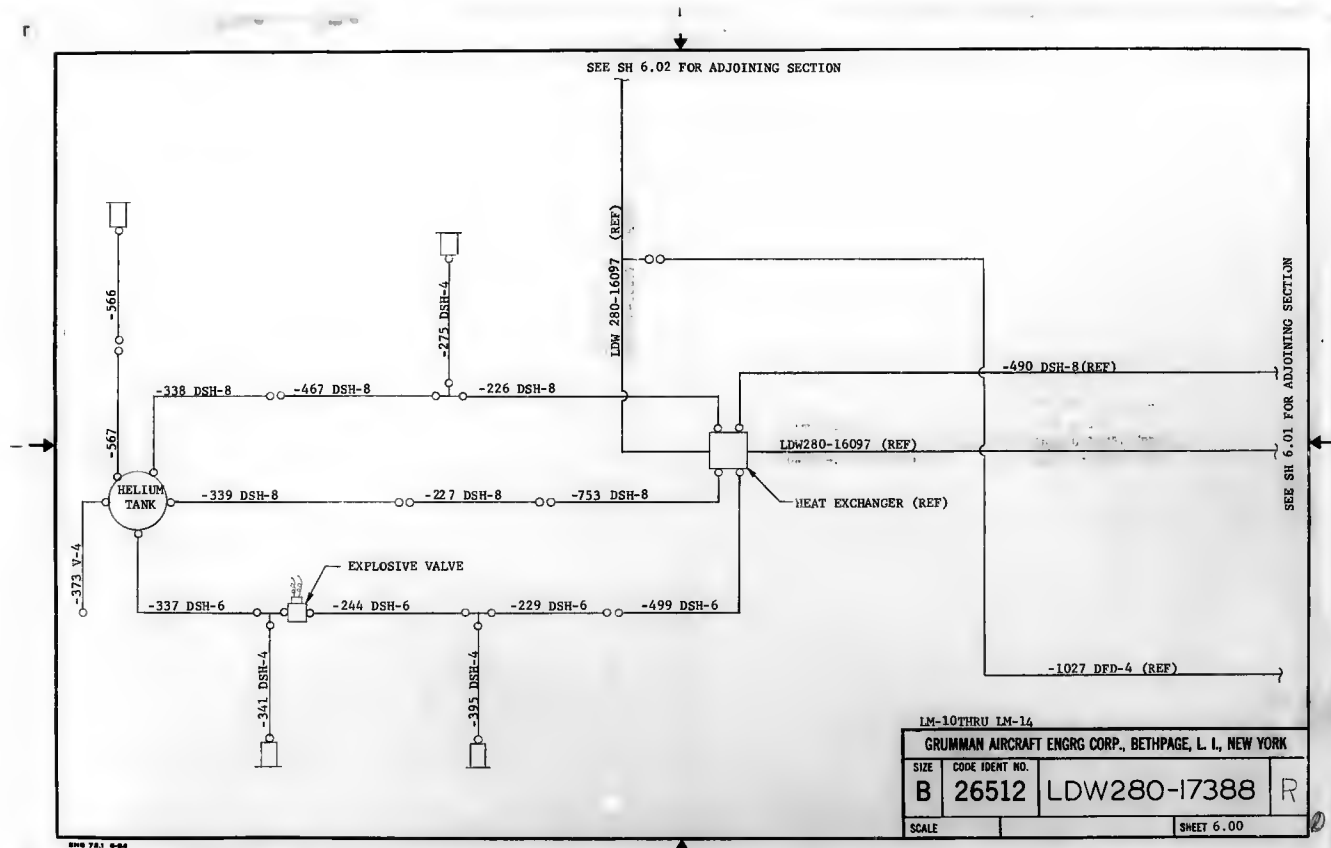 SEE SH 6.02 FOR ADJOINING SECTION
LDW 280-16097 (REF)
-566
-275 DSH-4
SEE SH 6.01 FOR ADJOINING SECTION
-490 DSH-8(REF)
-338 DSH-8
-467 DSH-8
-226 DSH-8
-567
LDW280-16097 (REF)
HELIUM
TANK
-339 DSH-8
-227 DSH-8
-753 DSH-8
HEAT EXCHANGER (REF)
-373 V-4
EXPLOSIVE VALVE
-337 DSH-6
-244 DSH-6
-229 DSH-6
-499 DSH-6
-341 DSH-4
-395 DSH-4
-1027 DFD-4 (REF)
LM-10THRU LM-14
GRUMMAN AIRCRAFT ENGRG CORP., BETHPAGE, L. I., NEW YORK
SIZE
B
CODE IDENT NO.
26512
LDW280-17388
R
SCALE
SHEET 6.00